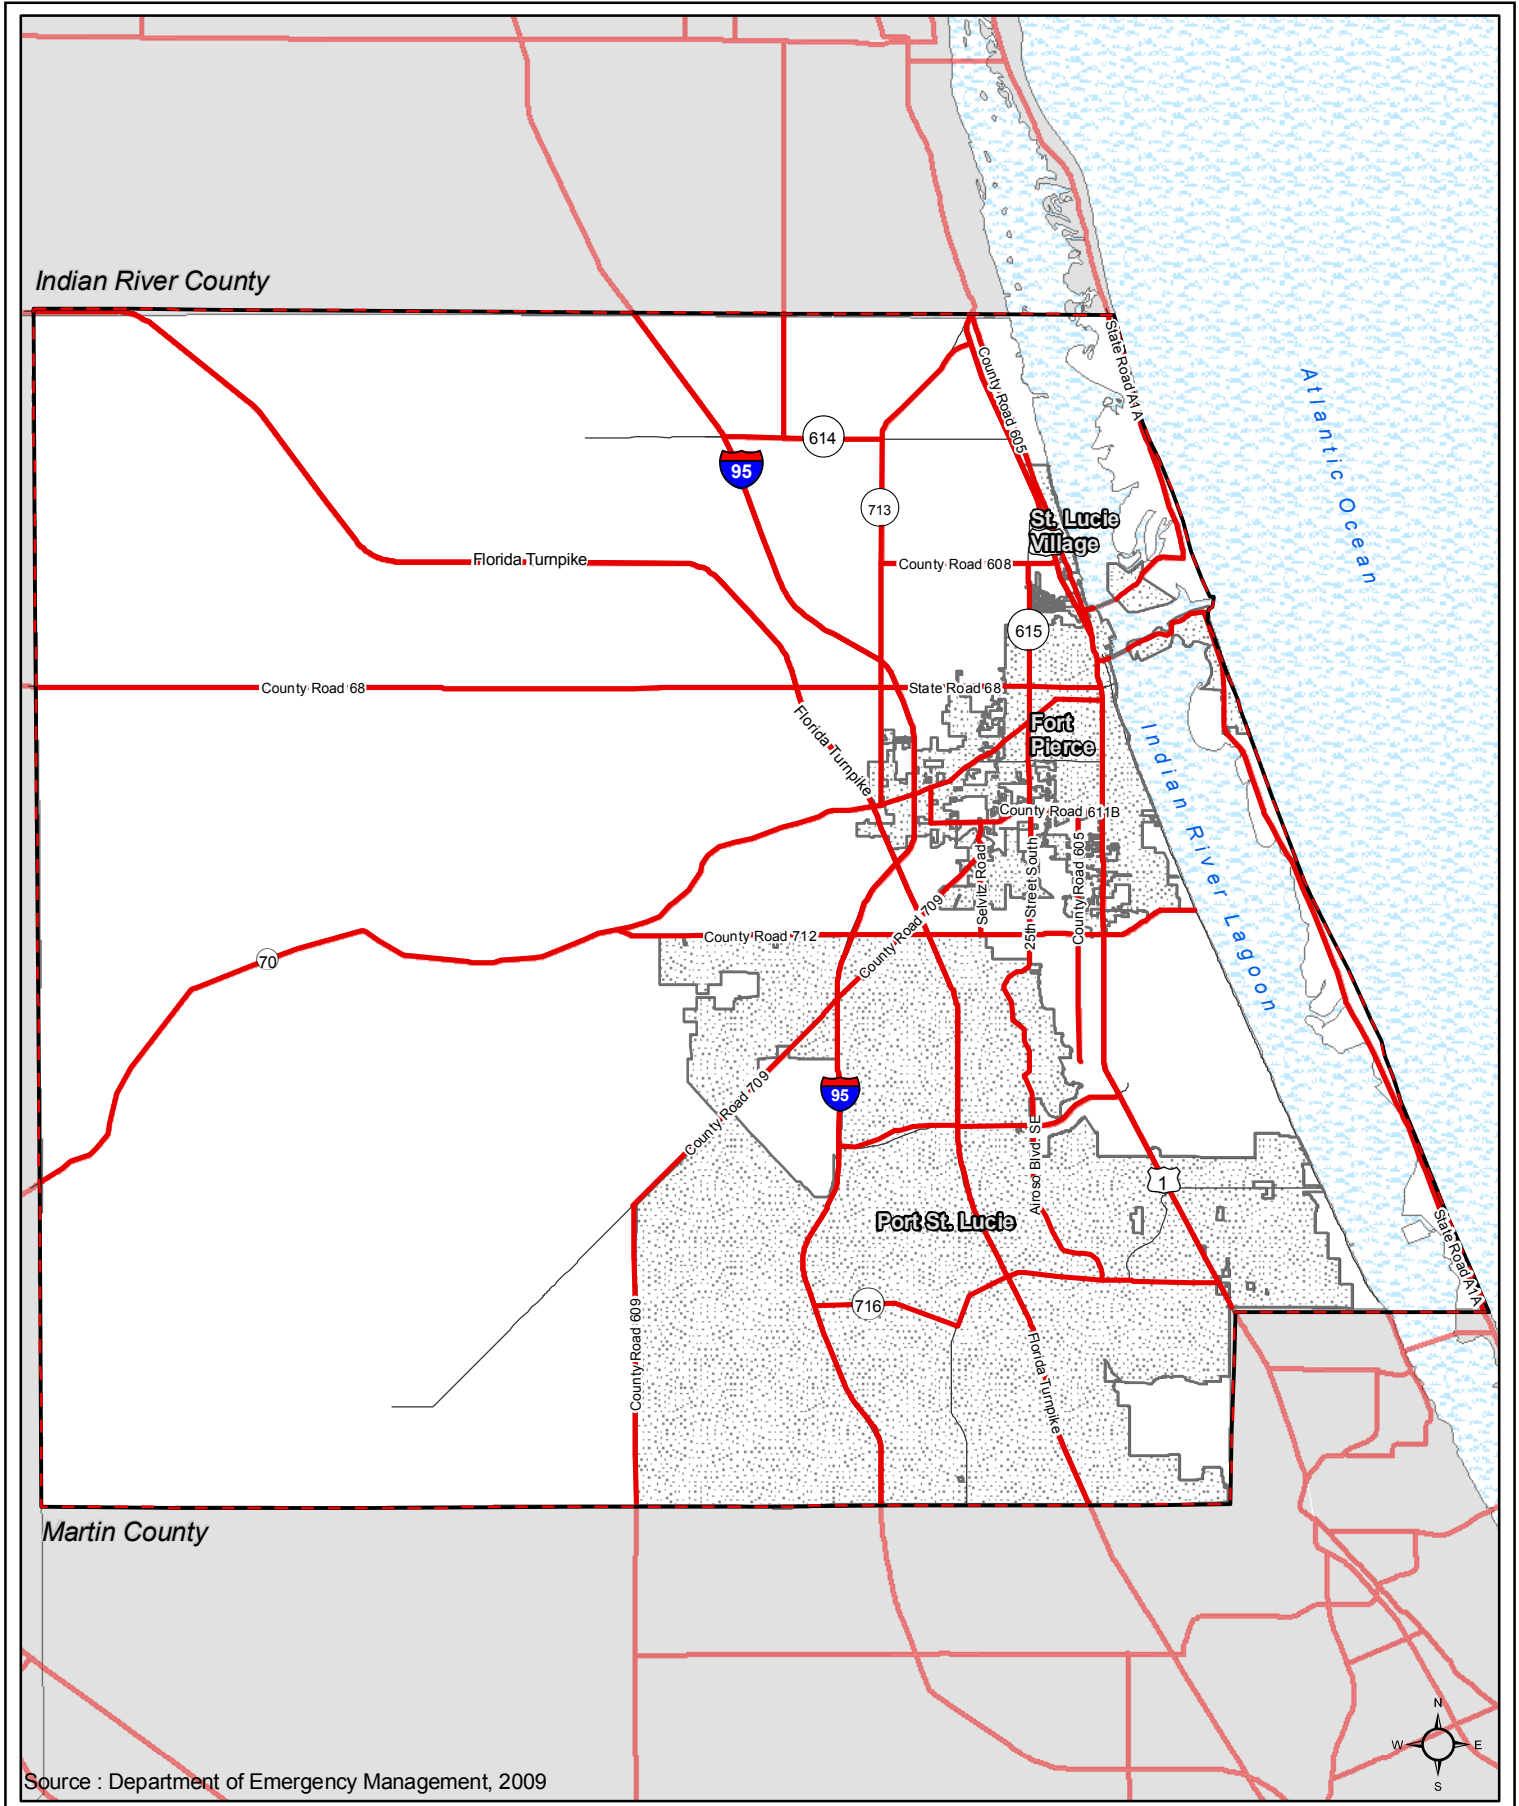 Indian River County
State Road A1A
County Road 605
Atlantic Ocean
614
95
713
St. Lucie
Village
Florida Turnpike
County Road 608
615
County Road 68
State Road 68
Florida Turnpike
Fort
Pierce
Indian River Lagoon
County Road 611B
Selvitz Road
25th Street South
County Road 605
County Road 709
County Road 712
70
County Road 709
95
Airoso Blvd. SE
1
Port St. Lucie
State Road A1A
716
County Road 609
Florida Turnpike
Martin County
N
W
E
S
Source : Department of Emergency Management, 2009